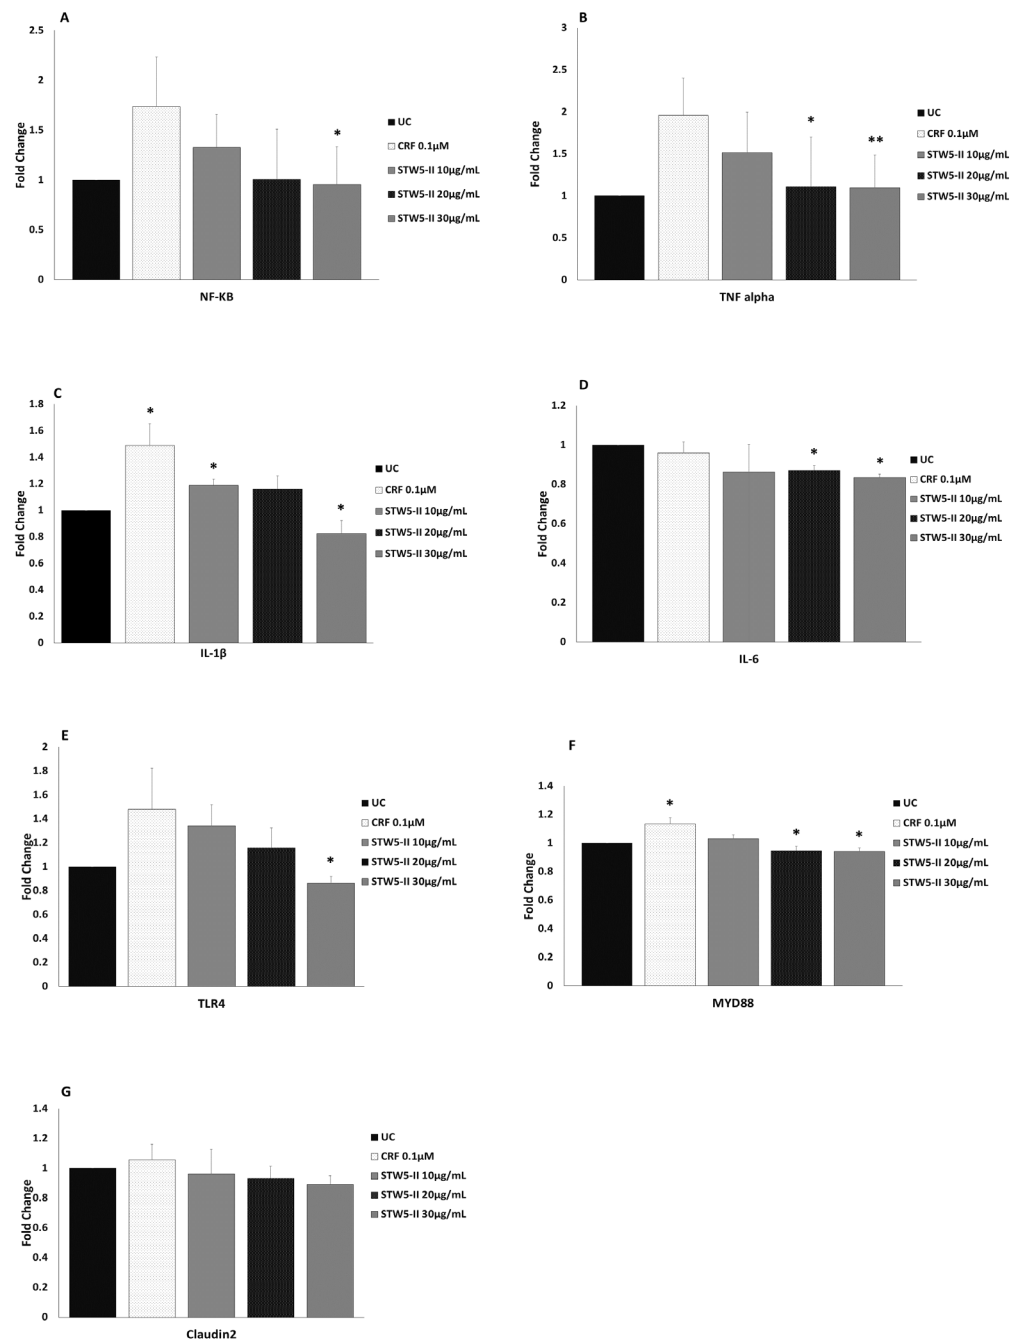 A
2.5
2
1.5
1
0.5
0
Fold Change
NF-KB
UC
CRF 0.1μM
STW5-II 10μg/mL
STW5-II 20μg/mL
STW5-II 30μg/mL
*
B
3
2.5
2
1.5
1
0.5
0
Fold Change
TNF alpha
UC
CRF 0.1μM
STW5-II 10μg/mL
STW5-II 20μg/mL
STW5-II 30μg/mL
*
**
C
1.8
1.6
1.4
1.2
1
0.8
0.6
0.4
0.2
0
Fold Change
IL-1β
UC
CRF 0.1μM
STW5-II 10μg/mL
STW5-II 20μg/mL
STW5-II 30μg/mL
*
*
*
D
1.2
1
0.8
0.6
0.4
0.2
0
Fold Change
IL-6
UC
CRF 0.1μM
STW5-II 10μg/mL
STW5-II 20μg/mL
STW5-II 30μg/mL
*
*
E
2
1.8
1.6
1.4
1.2
1
0.8
0.6
0.4
0.2
0
Fold Change
TLR4
UC
CRF 0.1μM
STW5-II 10μg/mL
STW5-II 20μg/mL
STW5-II 30μg/mL
*
F
1.4
1.2
1
0.8
0.6
0.4
0.2
0
Fold Change
MYD88
UC
CRF 0.1μM
STW5-II 10μg/mL
STW5-II 20μg/mL
STW5-II 30μg/mL
*
*
*
G
1.4
1.2
1
0.8
0.6
0.4
0.2
0
Fold Change
Claudin2
UC
CRF 0.1μM
STW5-II 10μg/mL
STW5-II 20μg/mL
STW5-II 30μg/mL